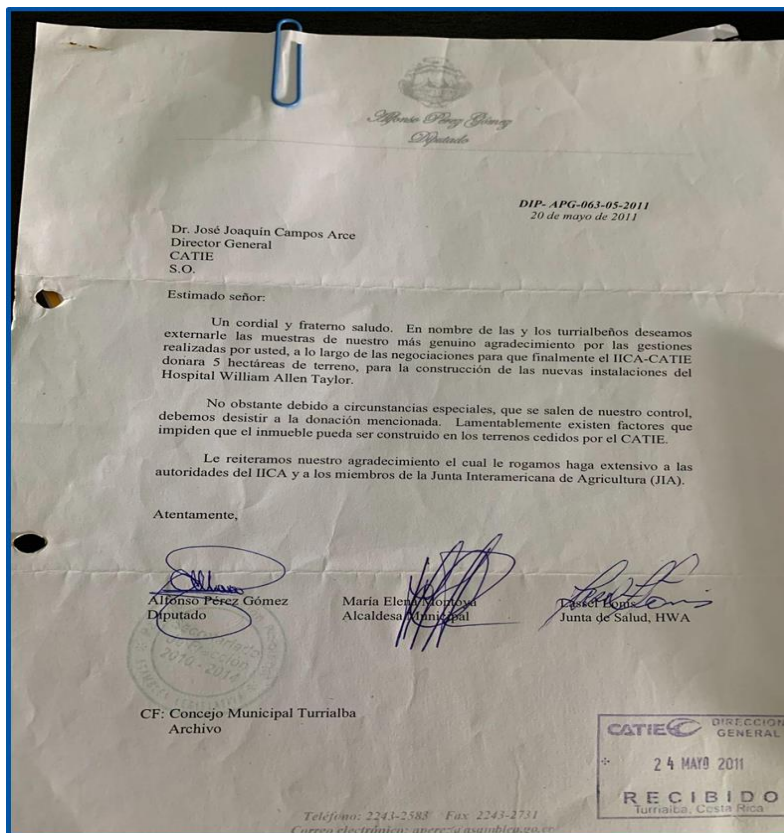 Alfonso Pérez Gómez
Diputado
DIP- APG-063-05-2011
20 de mayo de 2011
Dr. José Joaquín Campos Arce
Director General
CATIE
S.O.
Estimado señor:
Un cordial y fraterno saludo. En nombre de las y los turrialbeños deseamos
externarle las muestras de nuestro más genuino agradecimiento por las gestiones
realizadas por usted, a lo largo de las negociaciones para que finalmente el IICA-CATIE
donara 5 hectáreas de terreno, para la construcción de las nuevas instalaciones del
Hospital William Allen Taylor.
No obstante debido a circunstancias especiales, que se salen de nuestro control,
debemos desistir a la donación mencionada. Lamentablemente existen factores que
impiden que el inmueble pueda ser construido en los terrenos cedidos por el CATIE.
Le reiteramos nuestro agradecimiento el cual le rogamos haga extensivo a las
autoridades del IICA y a los miembros de la Junta Interamericana de Agricultura (JIA).
Atentamente,
Alfonso Pérez Gómez
Diputado
María Elena Montoya
Alcaldesa Municipal
Junta de Salud, HWA
2010 - 2014
CF: Concejo Municipal Turrialba
Archivo
CATIE DIRECCION
GENERAL
24 MAYO 2011
RECIBIDO
Turrialba, Costa Rica
Teléfono: 2243-2583 Fax 2243-2731
Correo electrónico: